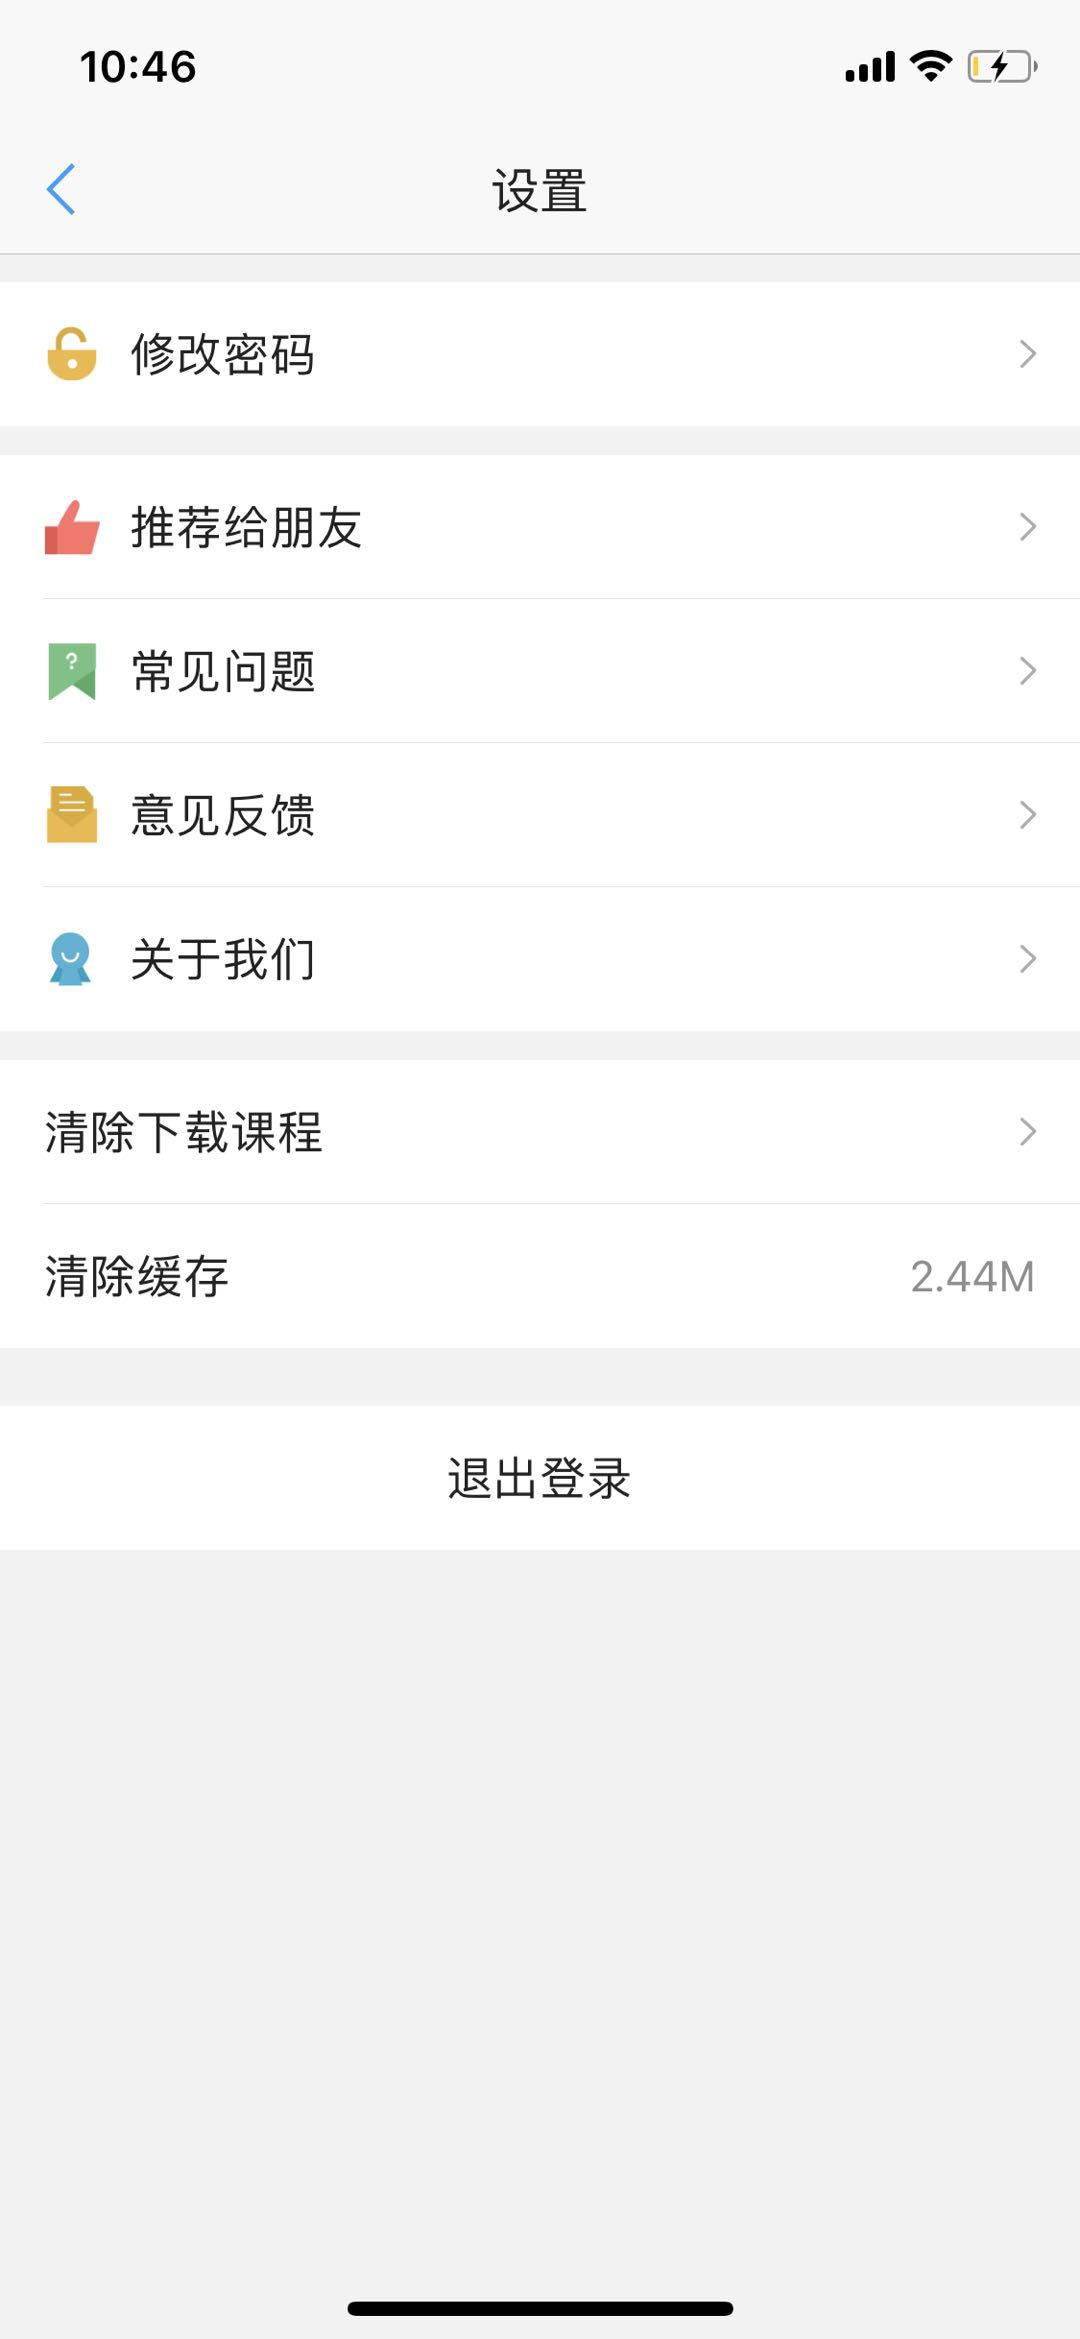 10:46
设置
修改密码
推荐给朋友
?
常见问题
意见反馈
关于我们
清除下载课程
清除缓存 2.44M
退出登录